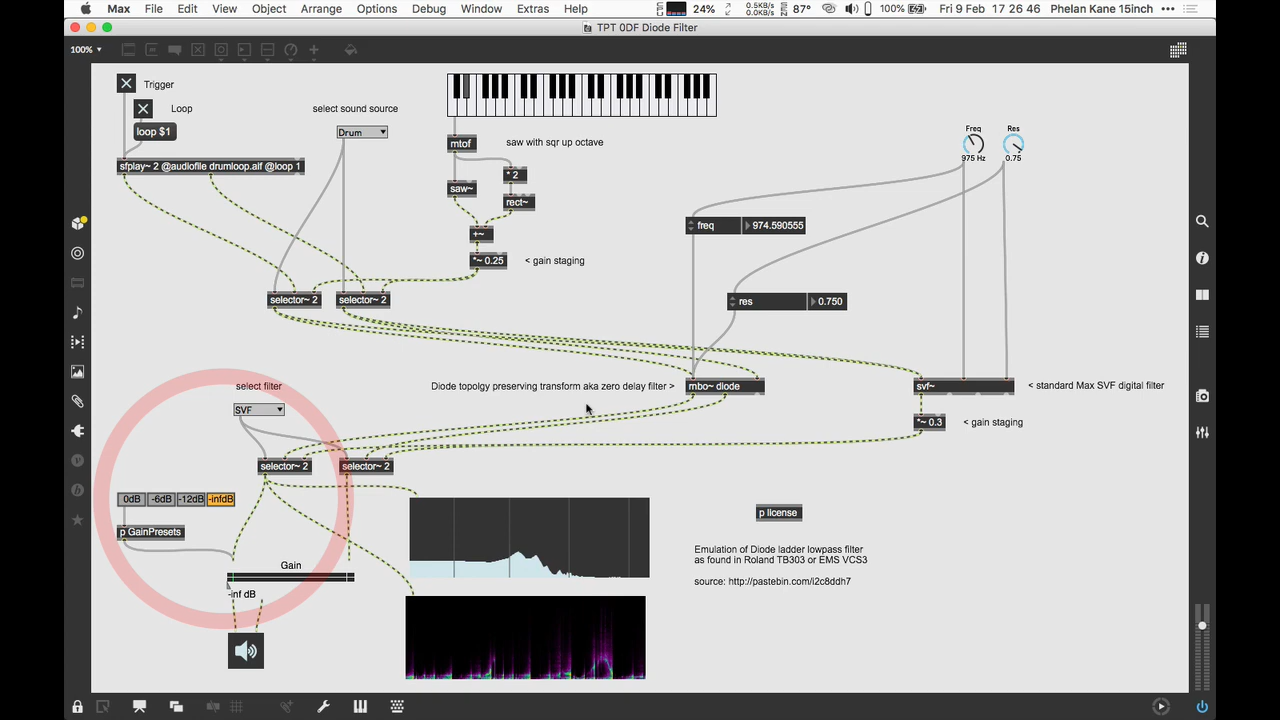 Max File Edit View Object Arrange Options Debug Window Extras Help
24% 0.5KB/s 0.0KB/s 87° 100% Fri 9 Feb 17 26 46 Phelan Kane 15inch
TPT 0DF Diode Filter
100%
Trigger
Loop
loop $1
select sound source
Drum
sfplay~ 2 @audiofile drumloop.aif @loop 1
mtof
saw with sqr up octave
* 2
saw~
rect~
+~
*~ 0.25
< gain staging
Freq
975 Hz
Res
0.75
freq
974.590555
res
0.750
selector~ 2
selector~ 2
select filter
SVF
Diode topolgy preserving transform aka zero delay filter >
rnbo~ diode
svf~
< standard Max SVF digital filter
*~ 0.3
< gain staging
selector~ 2
selector~ 2
0dB -6dB -12dB -infdB
p GainPresets
Gain
-inf dB
p license
Emulation of Diode ladder lowpass filter
as found in Roland TB303 or EMS VCS3
source: http://pastebin.com/i2c8ddh7